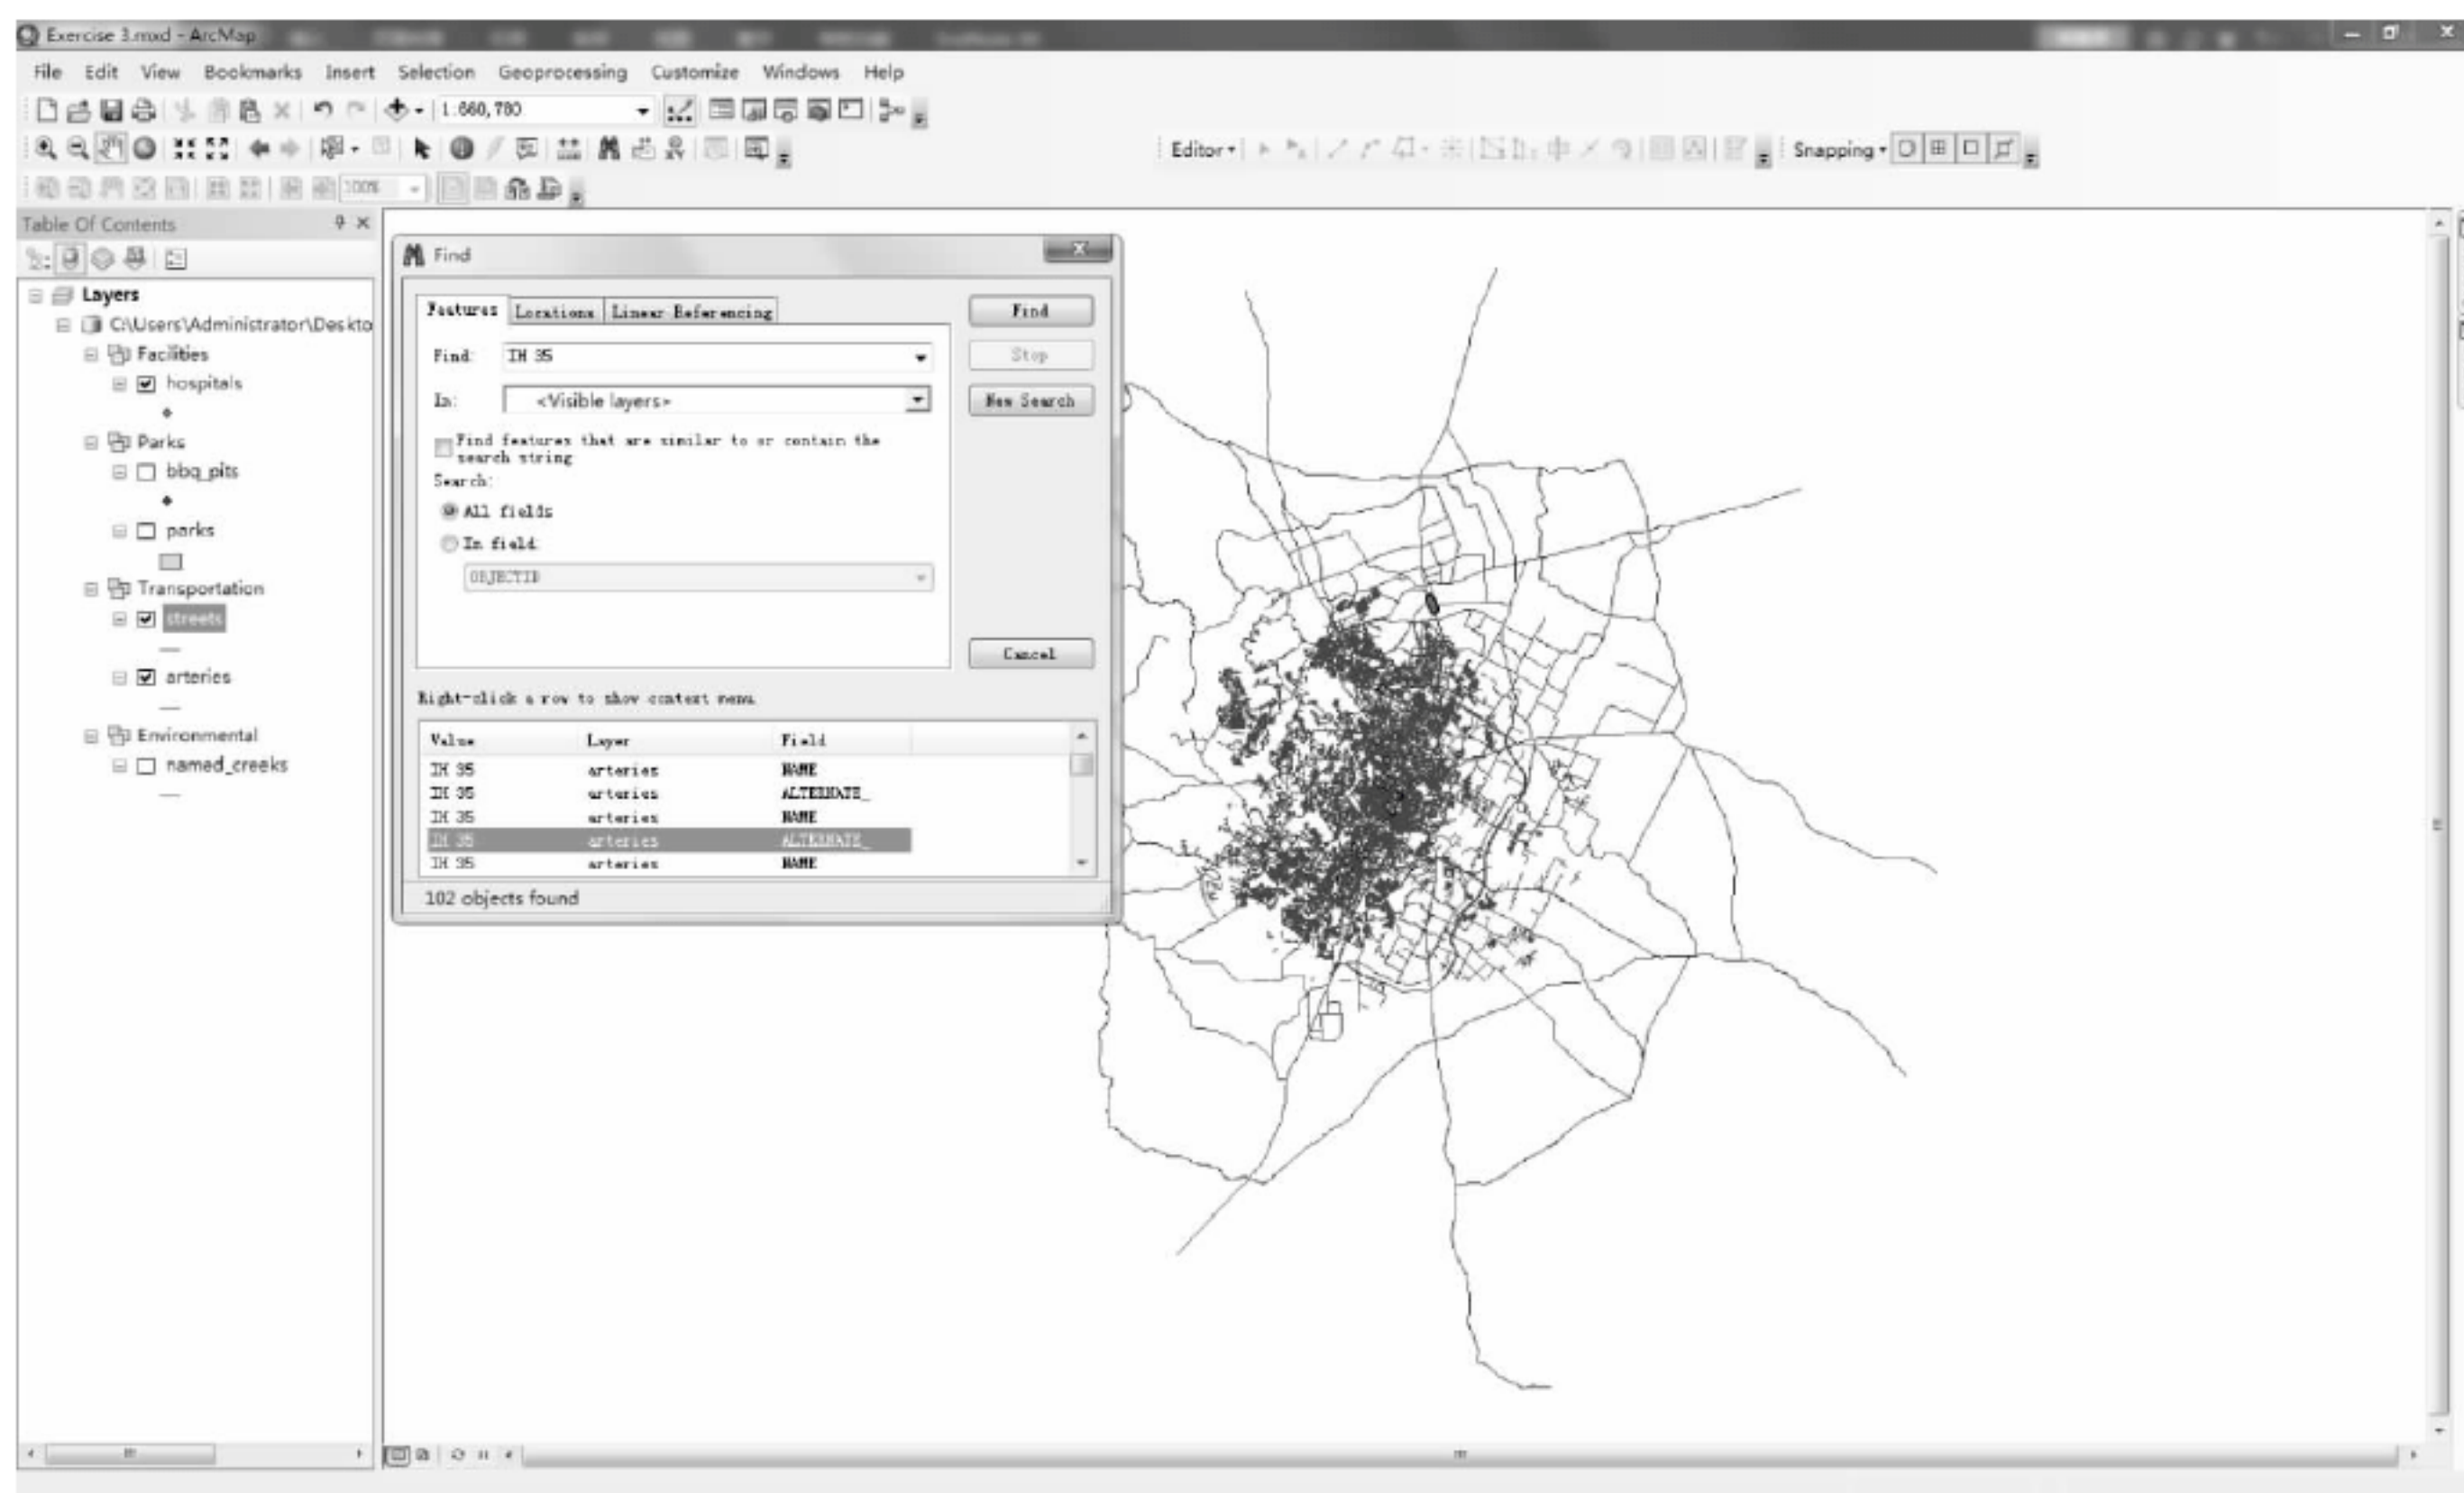 Exercise 3.mxd - ArcMap
File Edit View Bookmarks Insert Selection Geoprocessing Customize Windows Help
1:660,780
Editor Snapping
100%
Table Of Contents
Layers
C:\Users\Administrator\Deskto
Facilities
hospitals
Parks
bbq_pits
parks
Transportation
streets
arteries
Environmental
named_creeks
Find
Features Locations Linear Referencing
Find
Find: IH 35
Stop
In: <Visible layers>
New Search
Find features that are similar to or contain the
search string
Search:
All fields
In field:
OBJECTID
Cancel
Right-click a row to show context menu.
Value Layer Field
IH 35 arteries NAME
IH 35 arteries ALTERNATE_
IH 35 arteries NAME
IH 35 arteries ALTERNATE_
IH 35 arteries NAME
102 objects found